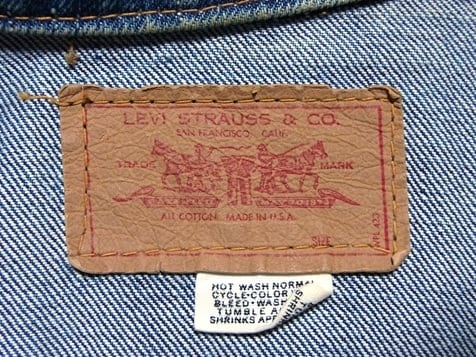 LEVI STRAUSS & CO.
SAN FRANCISCO CALIF.
TRADE MARK
ALL COTTON MADE IN U.S.A.
SIZE
HOT WASH NORMAL
CYCLE·COLOR
BLEED·WASH
TUMBLE
SHRINKS